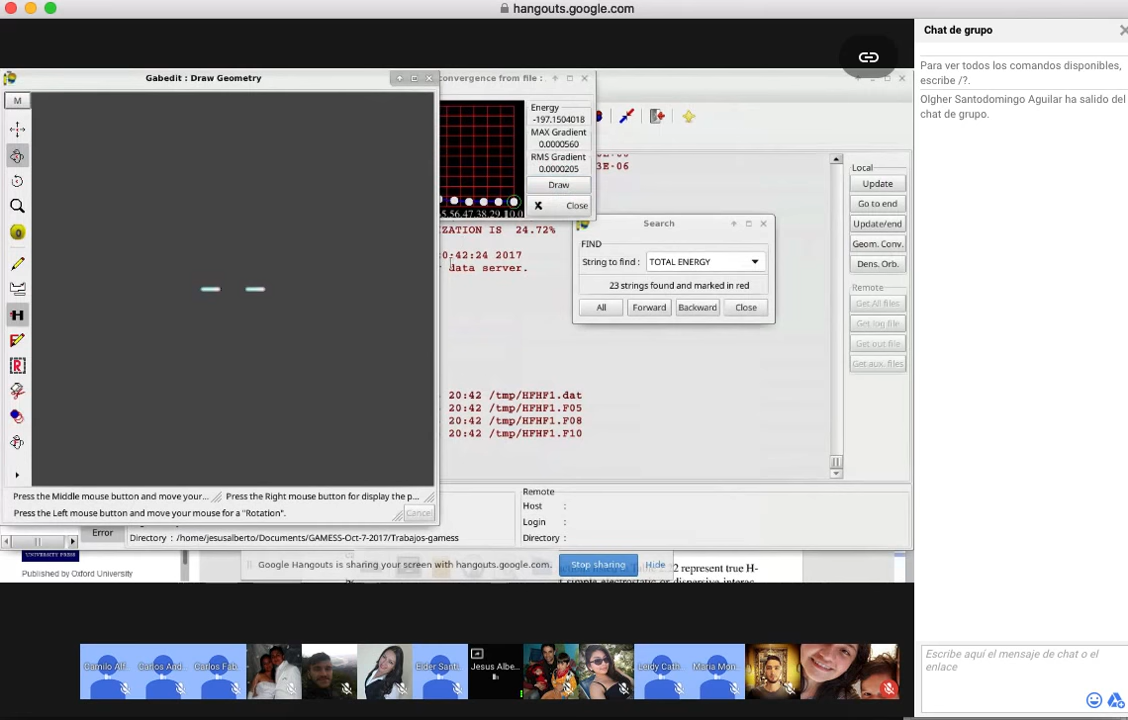 hangouts.google.com
Chat de grupo
Para ver todos los comandos disponibles,
escribe /?.
Olgher Santodomingo Aguilar ha salido del
chat de grupo.
Gabedit : Draw Geometry
convergence from file :
M
Energy
-197.1504018
MAX Gradient
0.0000560
RMS Gradient
0.0000205
Draw
Close
3E-06
ZATION IS 24.72%
0:42:24 2017
data server.
Search
FIND
String to find :
TOTAL ENERGY
23 strings found and marked in red
All
Forward
Backward
Close
Local
Update
Go to end
Update/end
Geom. Conv.
Dens. Orb.
Remote
Get All files
Get log file
Get out file
Get aux. files
20:42 /tmp/HFHF1.dat
20:42 /tmp/HFHF1.F05
20:42 /tmp/HFHF1.F08
20:42 /tmp/HFHF1.F10
Press the Middle mouse button and move your...
Press the Right mouse button for display the p...
Press the Left mouse button and move your mouse for a "Rotation".
Cance
Remote
Host :
Login :
Directory :
Error
Directory : /home/jesusalberto/Documents/GAMESS-Oct-7-2017/Trabajos-gamess
UNIVERSITY PRESS
Published by Oxford University
Google Hangouts is sharing your screen with hangouts.google.com.
Stop sharing
Hide
2 represent true H-
Camilo Alf
Carlos And
Carlos Fab
Elder Sant
Jesus Albe...
Leidy Cath
Maria Mon
Escribe aquí el mensaje de chat o el
enlace